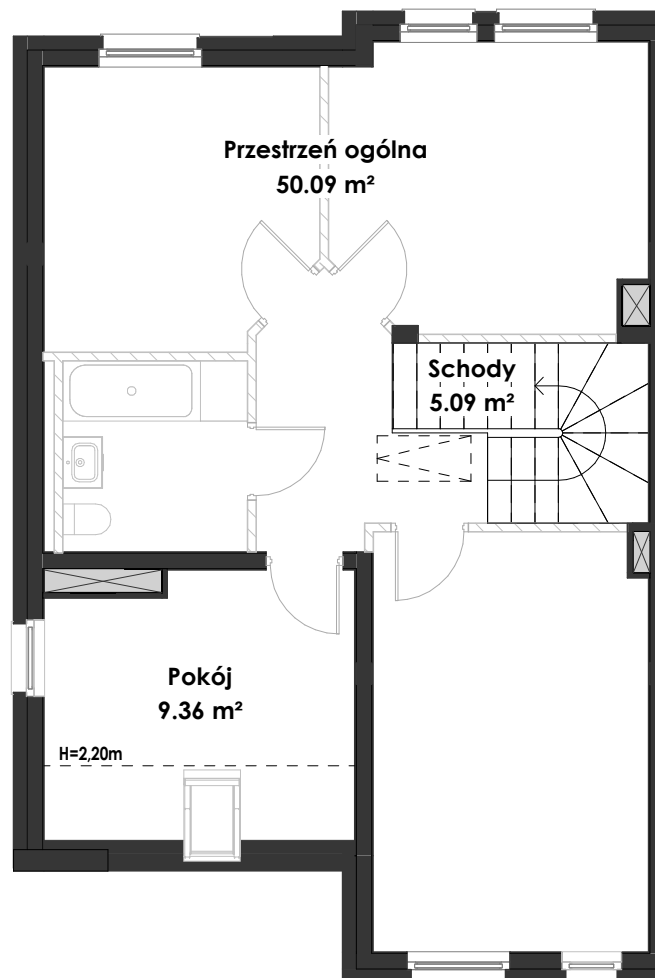 Przestrzeń ogólna
50.09 m²
Schody
5.09 m²
Pokój
9.36 m²
H=2,20m